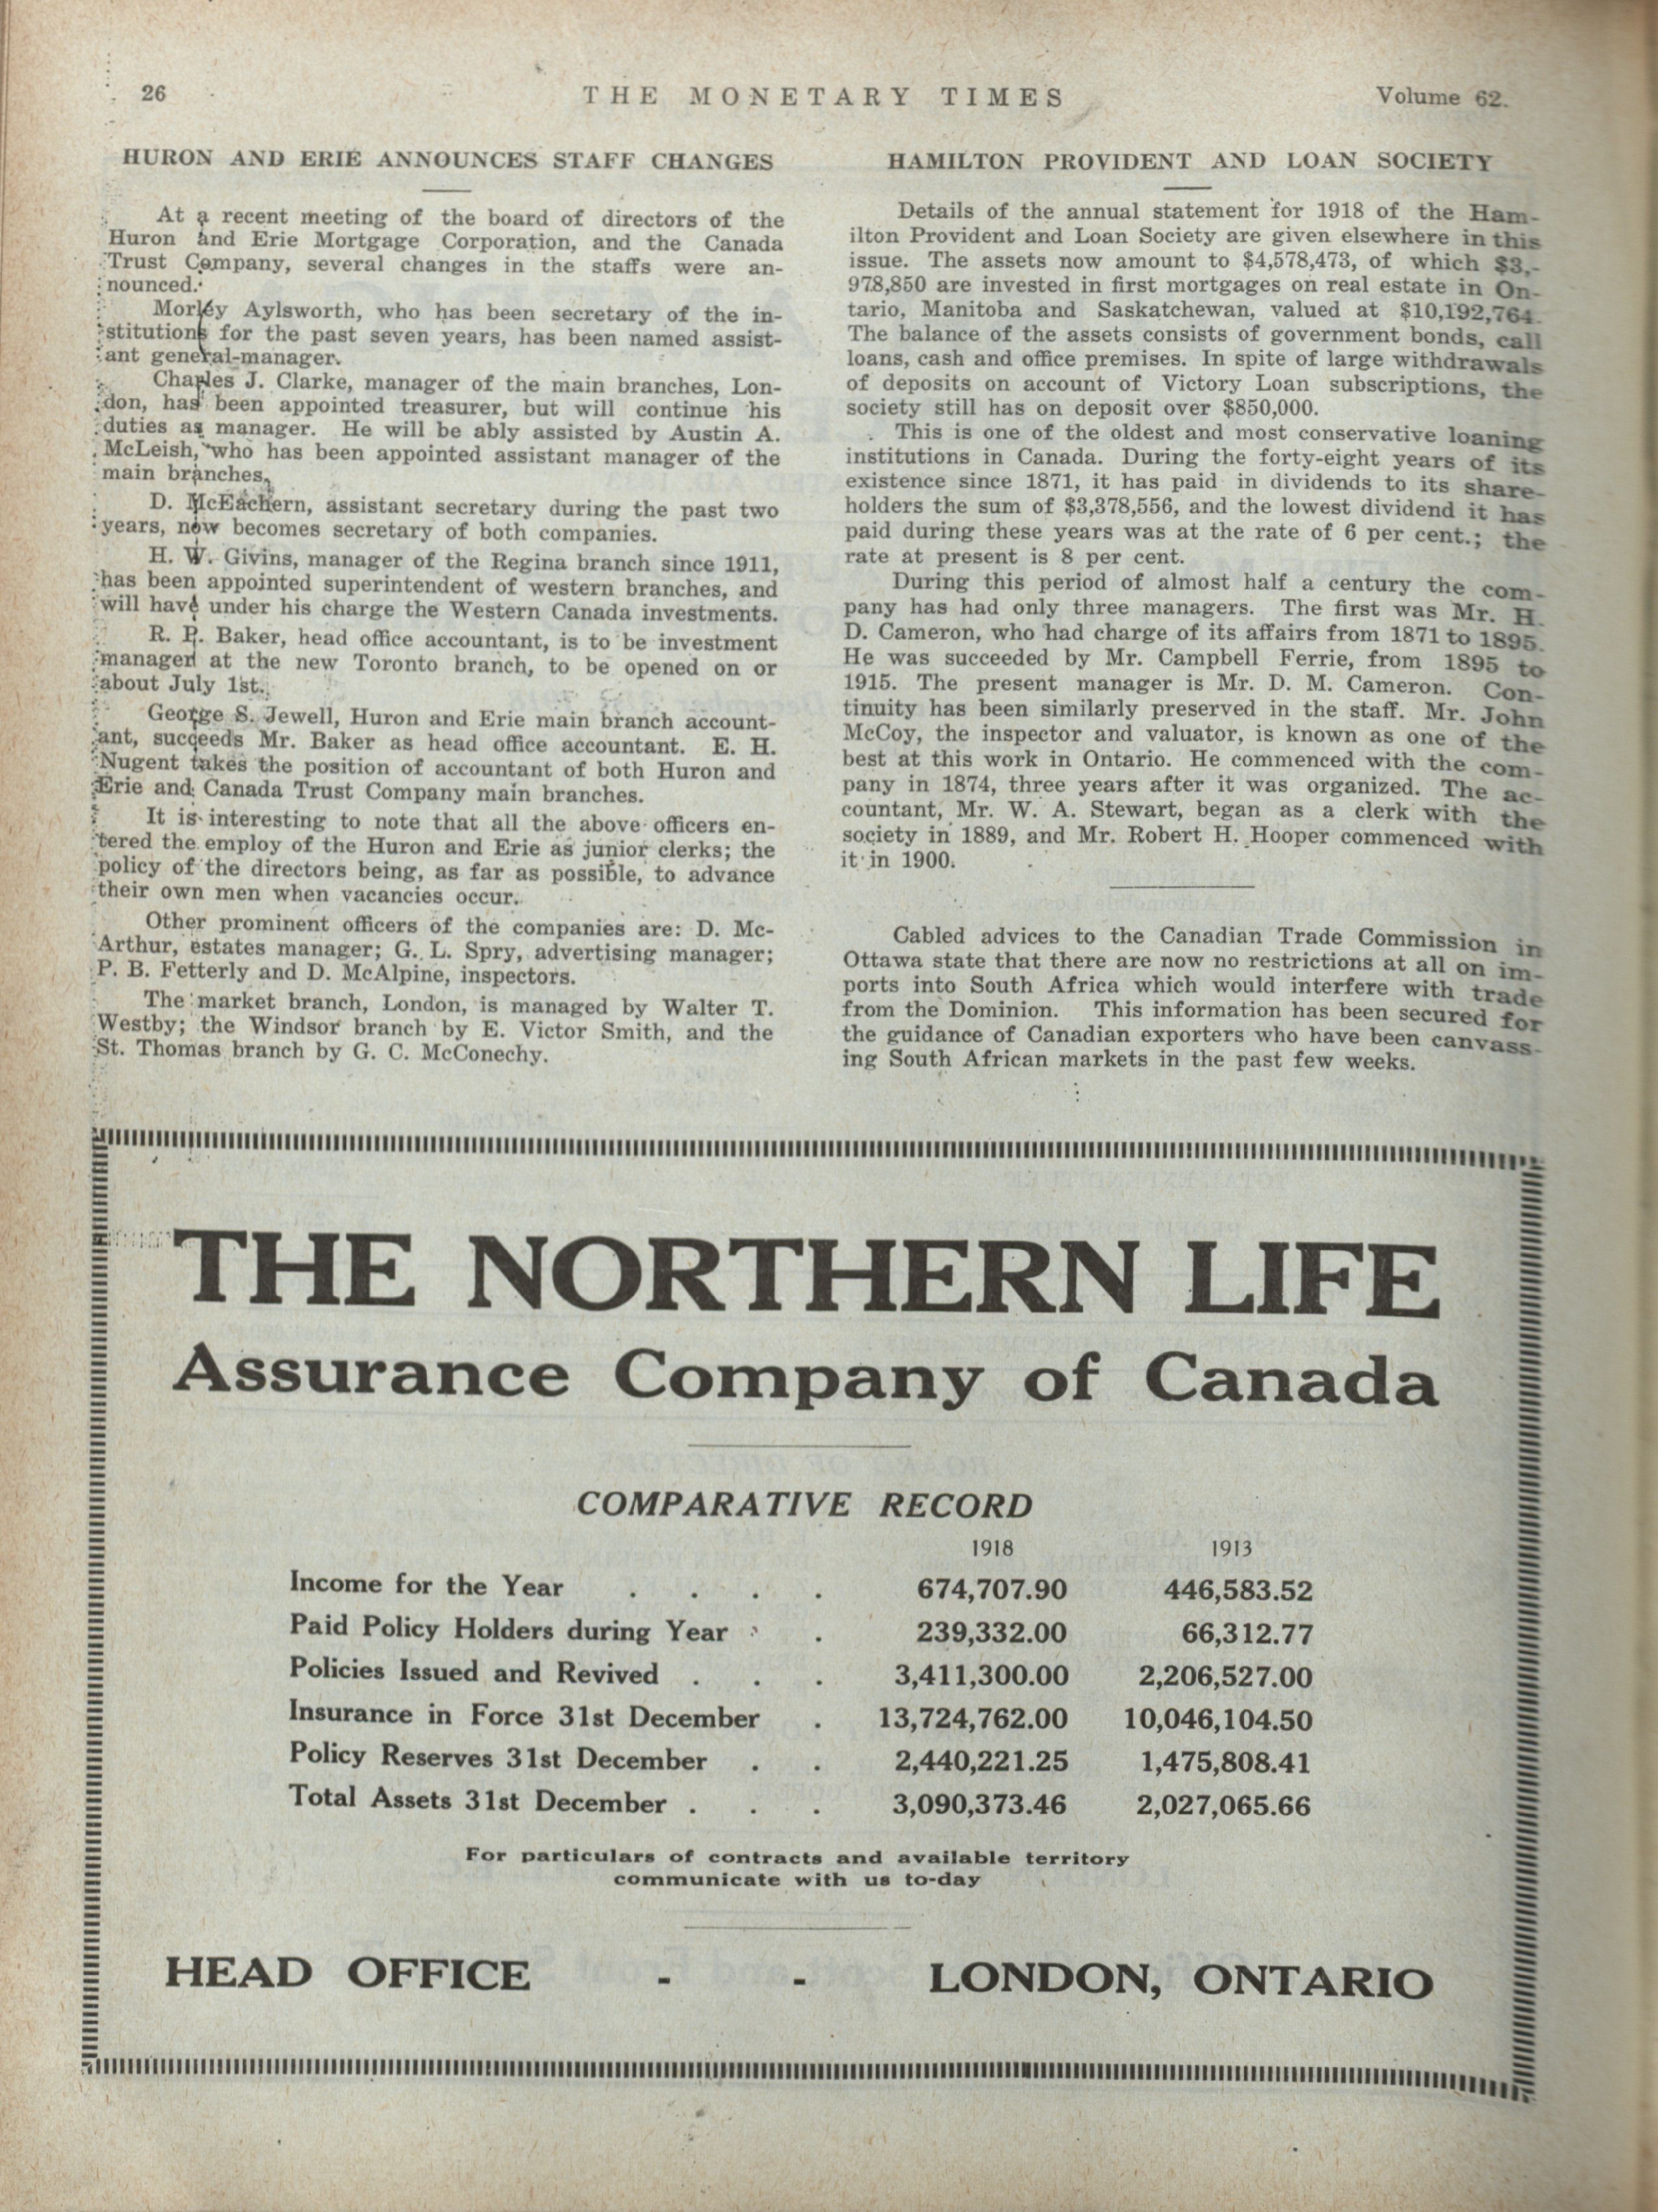 26
THE MONETARY TIMES
Volume 62.
HURON AND ERIE ANNOUNCES STAFF CHANGES
At a recent meeting of the board of directors of the
Huron and Erie Mortgage Corporation, and the Canada
Trust Company, several changes in the staffs were an-
nounced.
Morley Aylsworth, who has been secretary of the in-
stitutions for the past seven years, has been named assist-
ant general-manager.
Charles J. Clarke, manager of the main branches, Lon-
don, has been appointed treasurer, but will continue his
duties as manager. He will be ably assisted by Austin A.
McLeish, who has been appointed assistant manager of the
main branches.
D. McEachern, assistant secretary during the past two
years, now becomes secretary of both companies.
H. W. Givins, manager of the Regina branch since 1911,
has been appointed superintendent of western branches, and
will have under his charge the Western Canada investments.
R. P. Baker, head office accountant, is to be investment
manager at the new Toronto branch, to be opened on or
about July 1st.
George S. Jewell, Huron and Erie main branch account-
ant, succeeds Mr. Baker as head office accountant. E. H.
Nugent takes the position of accountant of both Huron and
Erie and Canada Trust Company main branches.
It is interesting to note that all the above officers en-
tered the employ of the Huron and Erie as junior clerks; the
policy of the directors being, as far as possible, to advance
their own men when vacancies occur.
Other prominent officers of the companies are: D. Mc-
Arthur, estates manager; G. L. Spry, advertising manager;
P. B. Fetterly and D. McAlpine, inspectors.
The market branch, London, is managed by Walter T.
Westby; the Windsor branch by E. Victor Smith, and the
St. Thomas branch by G. C. McConechy.
HAMILTON PROVIDENT AND LOAN SOCIETY
Details of the annual statement for 1918 of the Ham-
ilton Provident and Loan Society are given elsewhere in this
issue. The assets now amount to $4,578,473, of which $3,-
978,850 are invested in first mortgages on real estate in On-
tario, Manitoba and Saskatchewan, valued at $10,192,764.
The balance of the assets consists of government bonds, call
loans, cash and office premises. In spite of large withdrawals
of deposits on account of Victory Loan subscriptions, the
society still has on deposit over $850,000.
This is one of the oldest and most conservative loaning
institutions in Canada. During the forty-eight years of its
existence since 1871, it has paid in dividends to its share-
holders the sum of $3,378,556, and the lowest dividend it has
paid during these years was at the rate of 6 per cent.; the
rate at present is 8 per cent.
During this period of almost half a century the com-
pany has had only three managers. The first was Mr. H.
D. Cameron, who had charge of its affairs from 1871 to 1895.
He was succeeded by Mr. Campbell Ferrie, from 1895 to
1915. The present manager is Mr. D. M. Cameron. Con-
tinuity has been similarly preserved in the staff. Mr. John
McCoy, the inspector and valuator, is known as one of the
best at this work in Ontario. He commenced with the com-
pany in 1874, three years after it was organized. The ac-
countant, Mr. W. A. Stewart, began as a clerk with the
society in 1889, and Mr. Robert H. Hooper commenced with
it in 1900.
Cabled advices to the Canadian Trade Commission in
Ottawa state that there are now no restrictions at all on im-
ports into South Africa which would interfere with trade
from the Dominion. This information has been secured for
the guidance of Canadian exporters who have been canvass-
ing South African markets in the past few weeks.
THE NORTHERN LIFE
Assurance Company of Canada
COMPARATIVE RECORD
1918 1913
Income for the Year . . . . 674,707.90 446,583.52
Paid Policy Holders during Year . . 239,332.00 66,312.77
Policies Issued and Revived . . . 3,411,300.00 2,206,527.00
Insurance in Force 31st December . 13,724,762.00 10,046,104.50
Policy Reserves 31st December . . 2,440,221.25 1,475,808.41
Total Assets 31st December . . . 3,090,373.46 2,027,065.66
For particulars of contracts and available territory
communicate with us to-day
HEAD OFFICE - - LONDON, ONTARIO